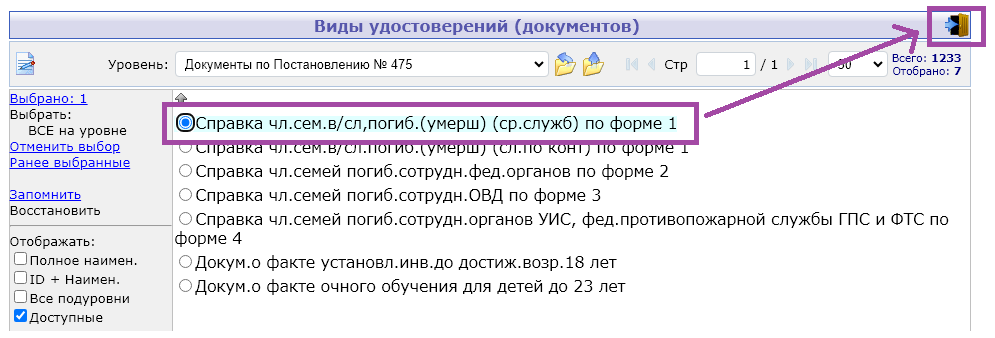 Виды удостоверений (документов)
Уровень: Документы по Постановлению № 475 Стр 1 / 1 50 Всего: 1233
Отобрано: 7
Выбрано: 1
Выбрать:
ВСЕ на уровне
Отменить выбор
Ранее выбранные
Запомнить
Восстановить
Отображать:
Полное наимен.
ID + Наимен.
Все подуровни
Доступные
Справка чл.сем.в/сл,погиб.(умерш) (ср.служб) по форме 1
Справка чл.сем.в/сл.погиб.(умерш) (сл.по конт) по форме 1
Справка чл.семей погиб.сотрудн.фед.органов по форме 2
Справка чл.семей погиб.сотрудн.ОВД по форме 3
Справка чл.семей погиб.сотрудн.органов УИС, фед.противопожарной службы ГПС и ФТС по
форме 4
Докум.о факте установл.инв.до достиж.возр.18 лет
Докум.о факте очного обучения для детей до 23 лет